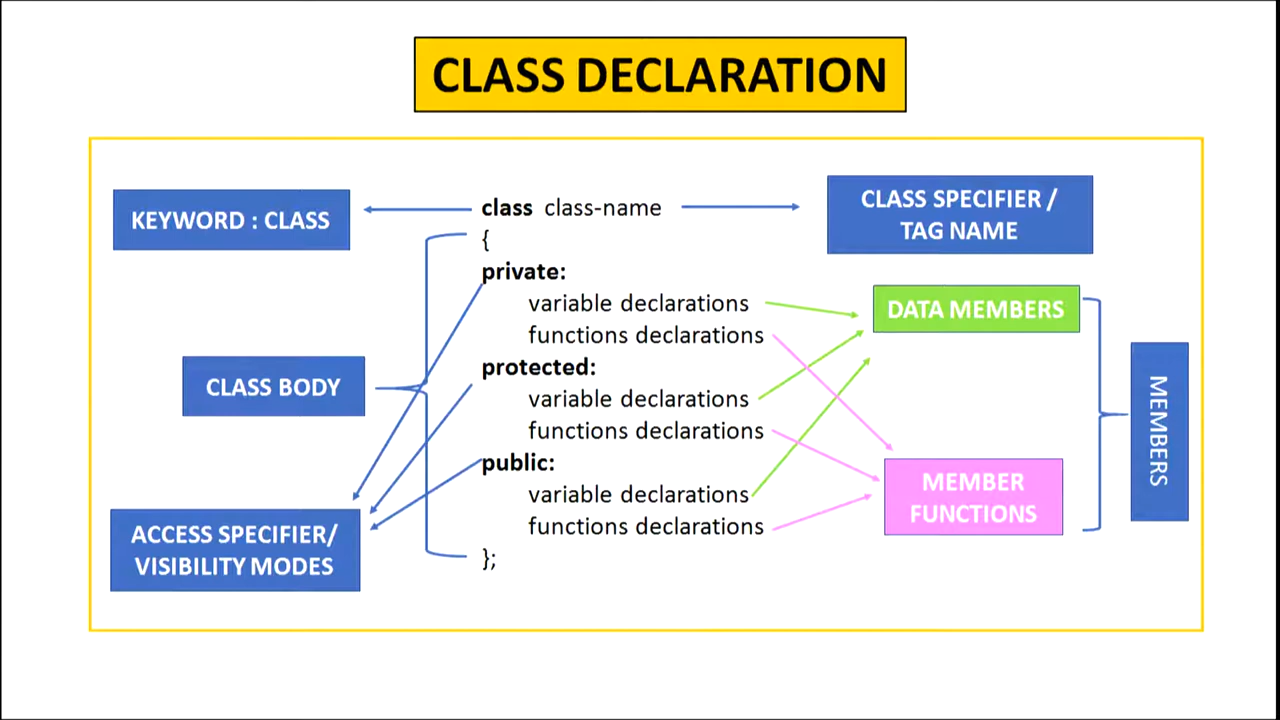 CLASS DECLARATION
KEYWORD : CLASS
class class-name
CLASS SPECIFIER /
TAG NAME
{
private:
variable declarations
functions declarations
protected:
variable declarations
functions declarations
public:
variable declarations
functions declarations
};
CLASS BODY
ACCESS SPECIFIER/
VISIBILITY MODES
DATA MEMBERS
MEMBER
FUNCTIONS
MEMBERS